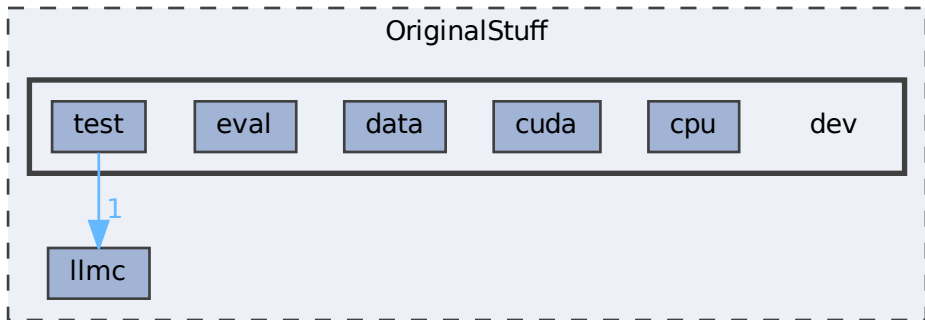 OriginalStuff
test
eval
data
cuda
cpu
dev
1
llmc